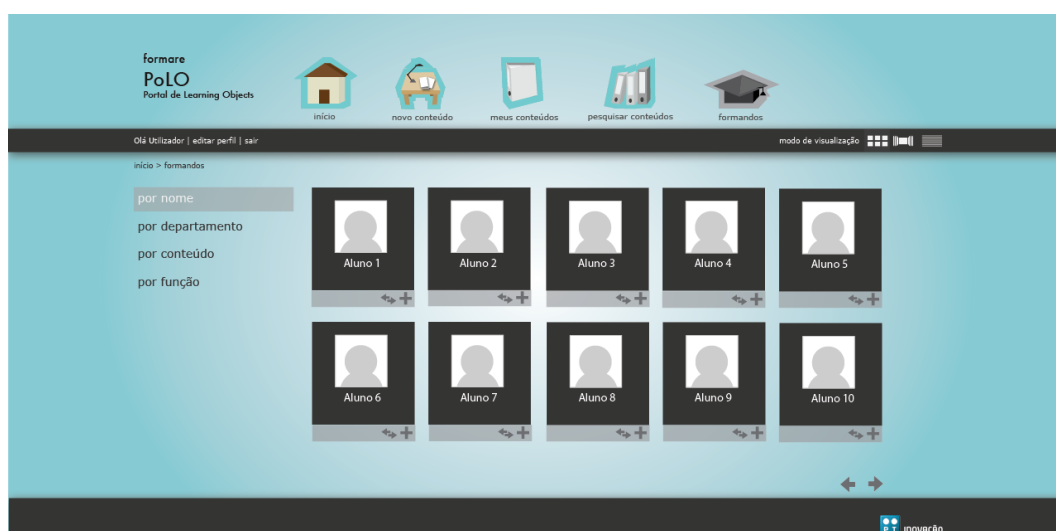 formare
PoLO
Portal de Learning Objects
início
novo conteúdo
meus conteúdos
pesquisar conteúdos
formandos
Olá Utilizador | editar perfil | sair
modo de visualização
início > formandos
por nome
por departamento
por conteúdo
por função
Aluno 1
Aluno 2
Aluno 3
Aluno 4
Aluno 5
Aluno 6
Aluno 7
Aluno 8
Aluno 9
Aluno 10
PT inovação